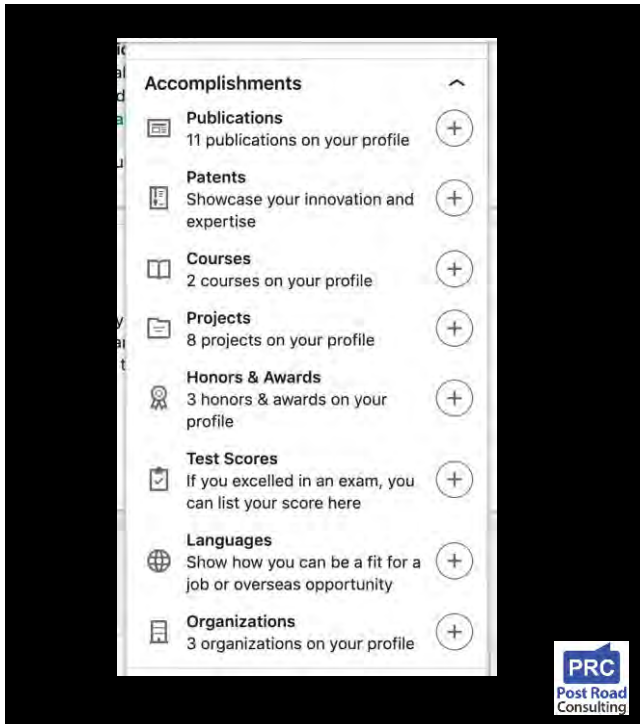 Accomplishments
Publications
11 publications on your profile
Patents
Showcase your innovation and
expertise
Courses
2 courses on your profile
Projects
8 projects on your profile
Honors & Awards
3 honors & awards on your
profile
Test Scores
If you excelled in an exam, you
can list your score here
Languages
Show how you can be a fit for a
job or overseas opportunity
Organizations
3 organizations on your profile
PRC
Post Road
Consulting